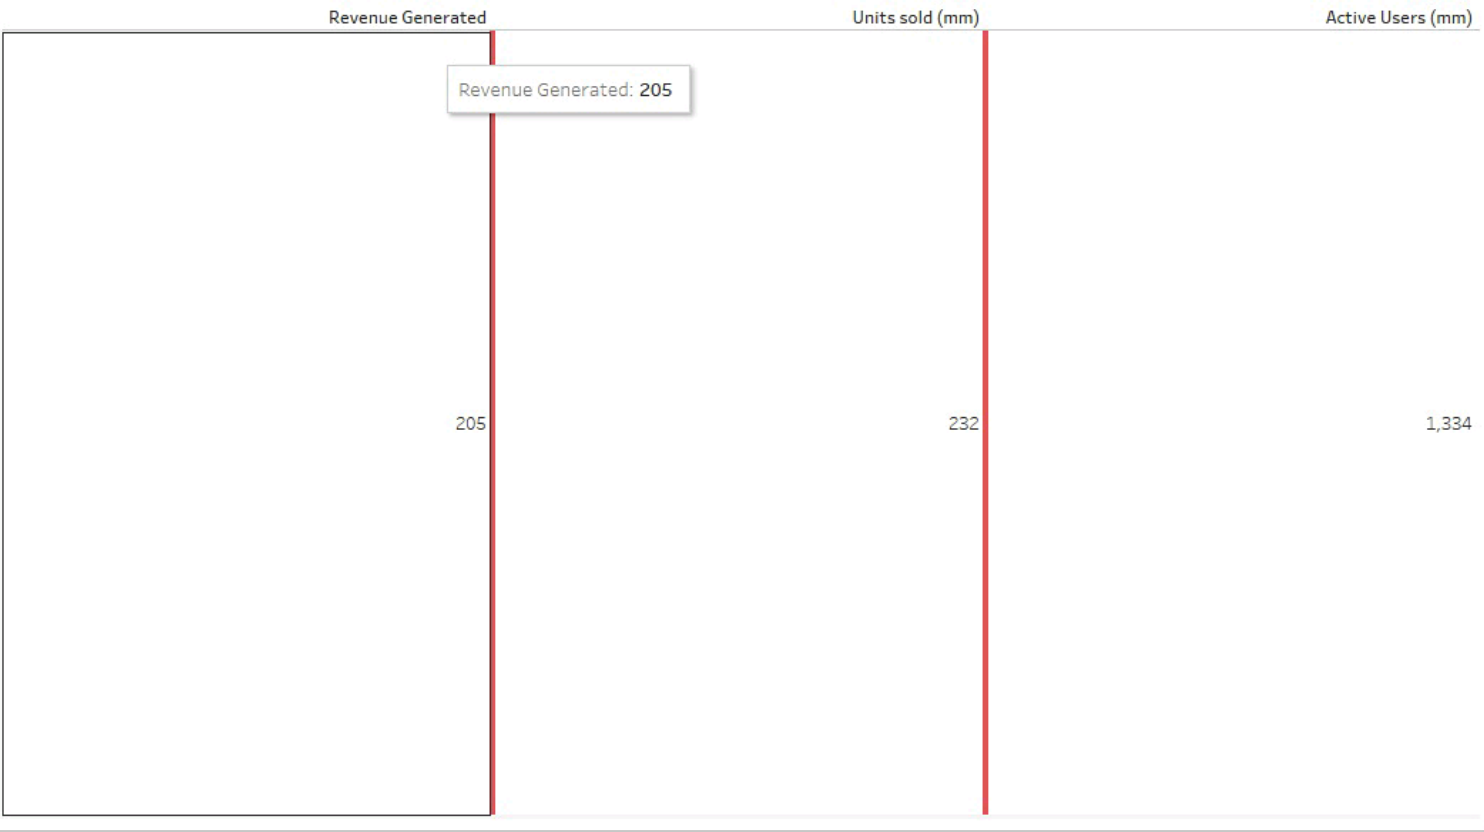 Revenue Generated Units sold (mm) Active Users (mm)
Revenue Generated: 205
205 232 1,334